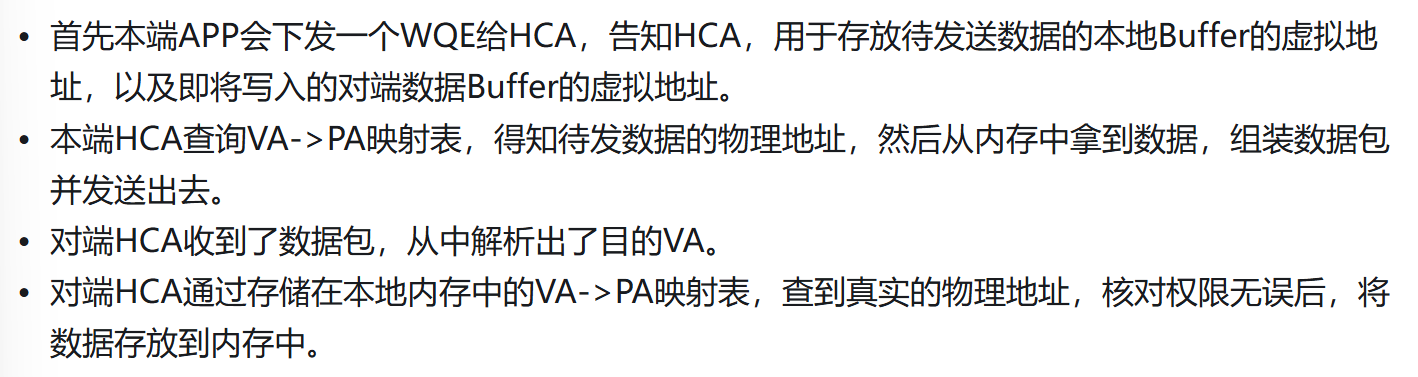 • 首先本端APP会下发一个WQE给HCA，告知HCA，用于存放待发送数据的本地Buffer的虚拟地
址，以及即将写入的对端数据Buffer的虚拟地址。
• 本端HCA查询VA->PA映射表，得知待发数据的物理地址，然后从内存中拿到数据，组装数据包
并发送出去。
• 对端HCA收到了数据包，从中解析出了目的VA。
• 对端HCA通过存储在本地内存中的VA->PA映射表，查到真实的物理地址，核对权限无误后，将
数据存放到内存中。